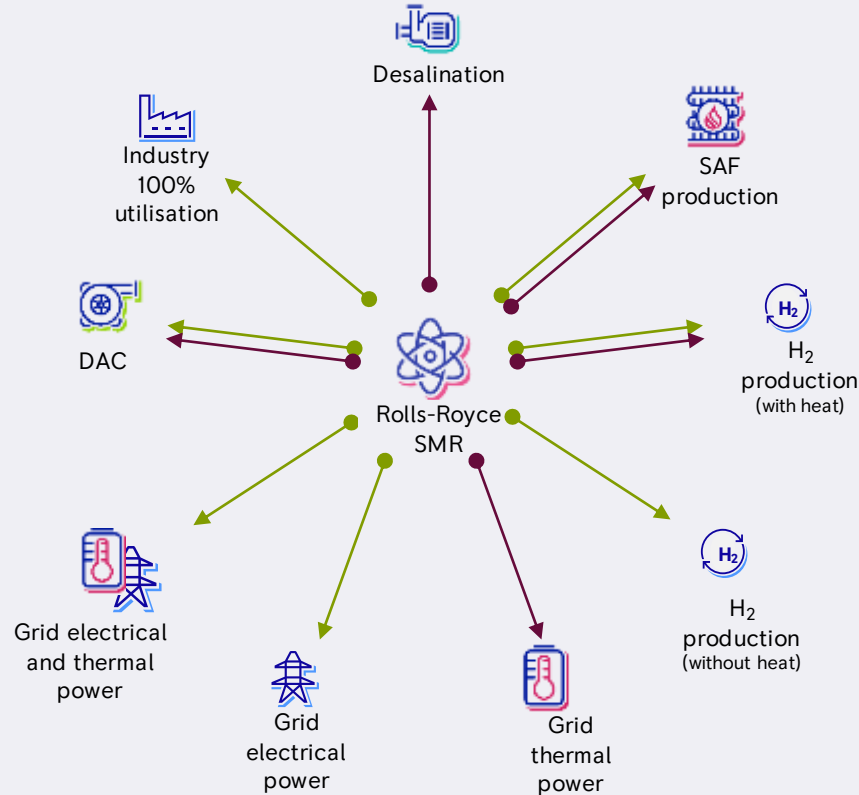 Desalination
Industry
100%
utilisation
SAF
production
DAC
H₂
H₂
production
(with heat)
Rolls-Royce
SMR
H₂
H₂
production
(without heat)
Grid electrical
and thermal
power
Grid
electrical
power
Grid
thermal
power